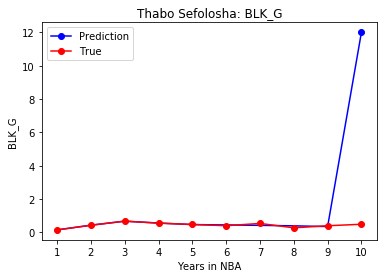 Thabo Sefolosha: BLK_G
Prediction
True
12
10
8
6
4
2
0
BLK_G
1 2 3 4 5 6 7 8 9 10
Years in NBA